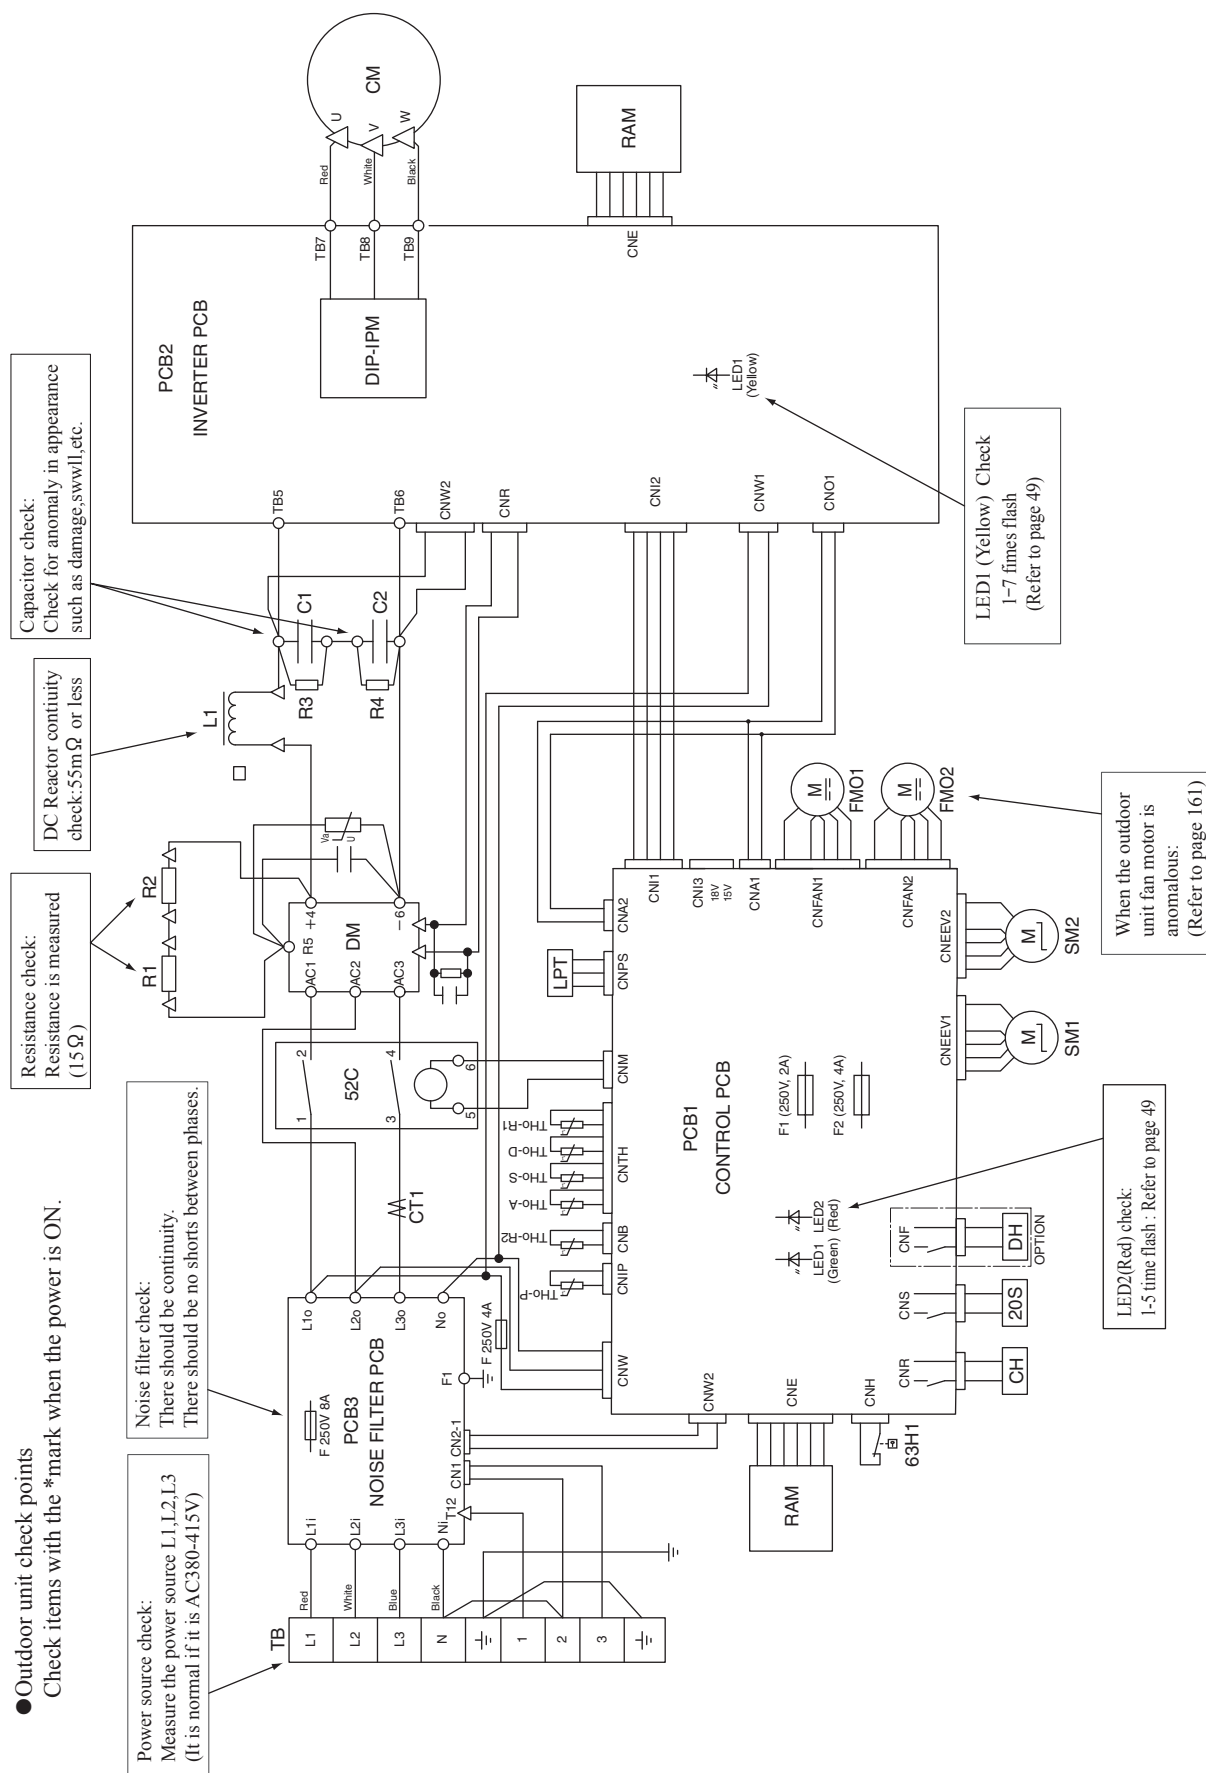 ●Outdoor unit check points
Check items with the *mark when the power is ON.
Power source check:
Measure the power source L1,L2,L3
(It is normal if it is AC380-415V)
Noise filter check:
There should be continuity.
There should be no shorts between phases.
Resistance check:
Resistance is measured
(15 Ω)
DC Reactor contiuity
check:55mΩ or less
Capacitor check:
Check for anomaly in appearance
such as damage,swwll,etc.
TB
L1
L2
L3
N
1
2
3
Red
White
Blue
Black
L1i
L2i
L3i
Ni
T12
CN1
CN2-1
F 250V 8A
PCB3
NOISE FILTER PCB
F1
L1o
L2o
L3o
No
F 250V 4A
CT1
1
2
52C
3
4
5
6
R1
R2
AC1
AC2
AC3
R5
+4
DM
−6
Va
U
L1
R3
R4
C1
C2
TB5
TB6
CNW2
CNR
CNI2
CNW1
CNO1
PCB2
INVERTER PCB
DIP-IPM
TB7
TB8
TB9
Red
White
Black
U
V
W
CM
CNE
RAM
LED1
(Yellow)
LED1 (Yellow) Check
1-7 fimes flash
(Refer to page 49)
CNW
CNIP
CNB
CNTH
CNM
CNPS
CNA2
THo-P
THo-R2
THo-A
THo-S
THo-D
THo-R1
LPT
CNW2
CNE
RAM
CNH
63H1
PCB1
CONTROL PCB
LED1
(Green)
LED2
(Red)
F1 (250V, 2A)
F2 (250V, 4A)
CNI1
CNI3
18V
15V
CNA1
CNFAN1
CNFAN2
M
FMO1
M
FMO2
CNR
CH
CNS
20S
CNF
DH
OPTION
CNEEV1
M
SM1
CNEEV2
M
SM2
LED2(Red) check:
1-5 time flash : Refer to page 49
When the outdoor
unit fan motor is
anomalous:
(Refer to page 161)